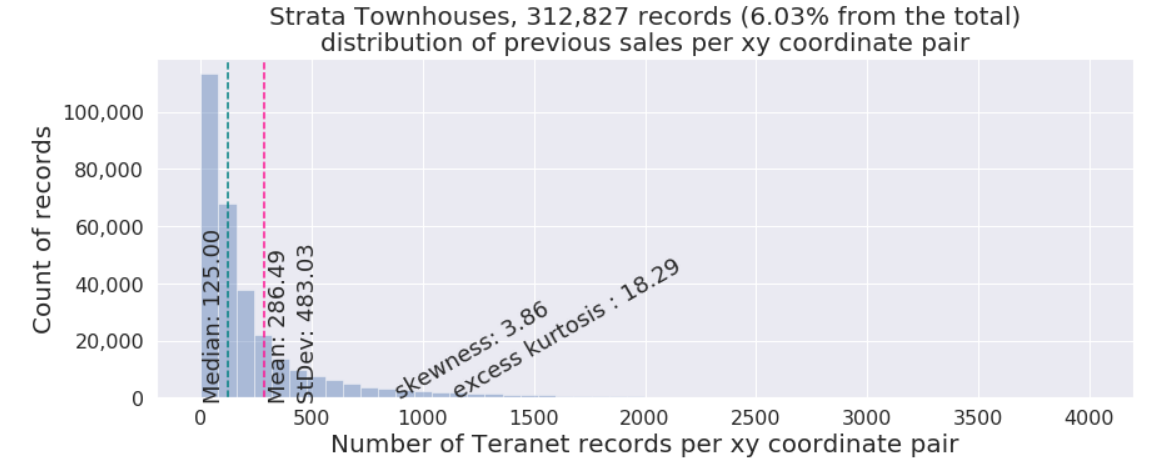 Strata Townhouses, 312,827 records (6.03% from the total)
distribution of previous sales per xy coordinate pair
Count of records
100,000
80,000
60,000
40,000
20,000
0
Median: 125.00
Mean: 286.49
StDev: 483.03
skewness: 3.86
excess kurtosis : 18.29
0 500 1000 1500 2000 2500 3000 3500 4000
Number of Teranet records per xy coordinate pair